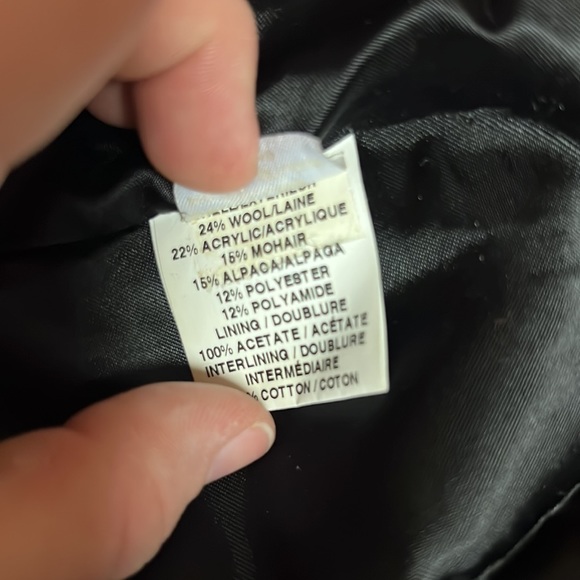 24% WOOL/LAINE
22% ACRYLIC/ACRYLIQUE
15% MOHAIR
15% ALPACA/ALPAGA
12% POLYESTER
12% POLYAMIDE
LINING / DOUBLURE
100% ACETATE / ACÉTATE
INTERLINING / DOUBLURE
INTERMÉDIAIRE
% COTTON / COTON